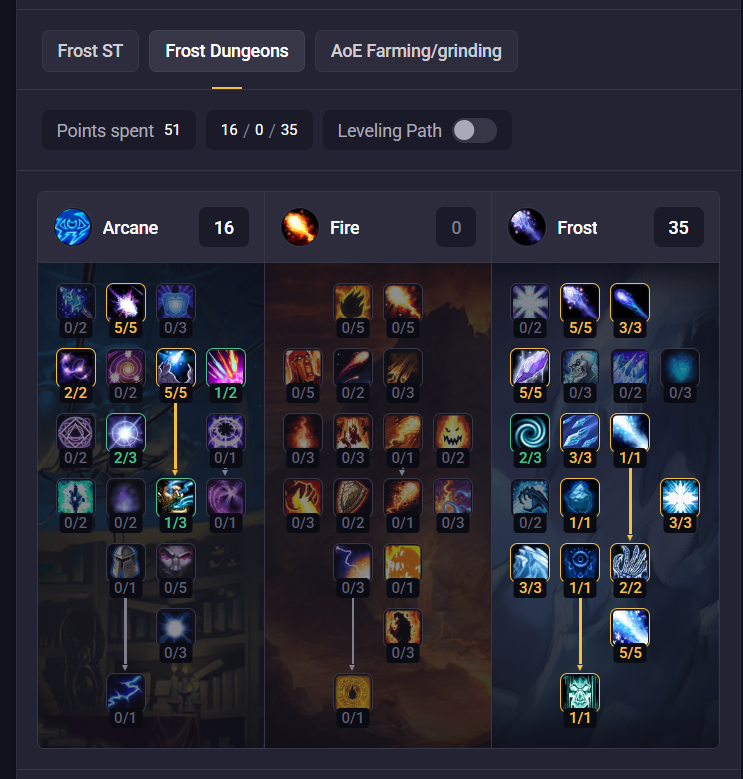 Frost ST Frost Dungeons AoE Farming/grinding
Points spent 51 16 / 0 / 35 Leveling Path
Arcane 16 Fire 0 Frost 35
0/2 5/5 0/3 0/5 0/5 0/2 5/5 3/3
2/2 0/2 5/5 1/2 0/5 0/2 0/3 5/5 0/3 0/2 0/3
0/2 2/3 0/1 0/3 0/3 0/1 0/2 2/3 3/3 1/1
0/2 0/2 1/3 0/1 0/3 0/2 0/1 0/3 0/2 1/1 3/3
0/1 0/5 0/3 0/1 3/3 1/1 2/2
0/3 0/3 5/5
0/1 0/1 1/1